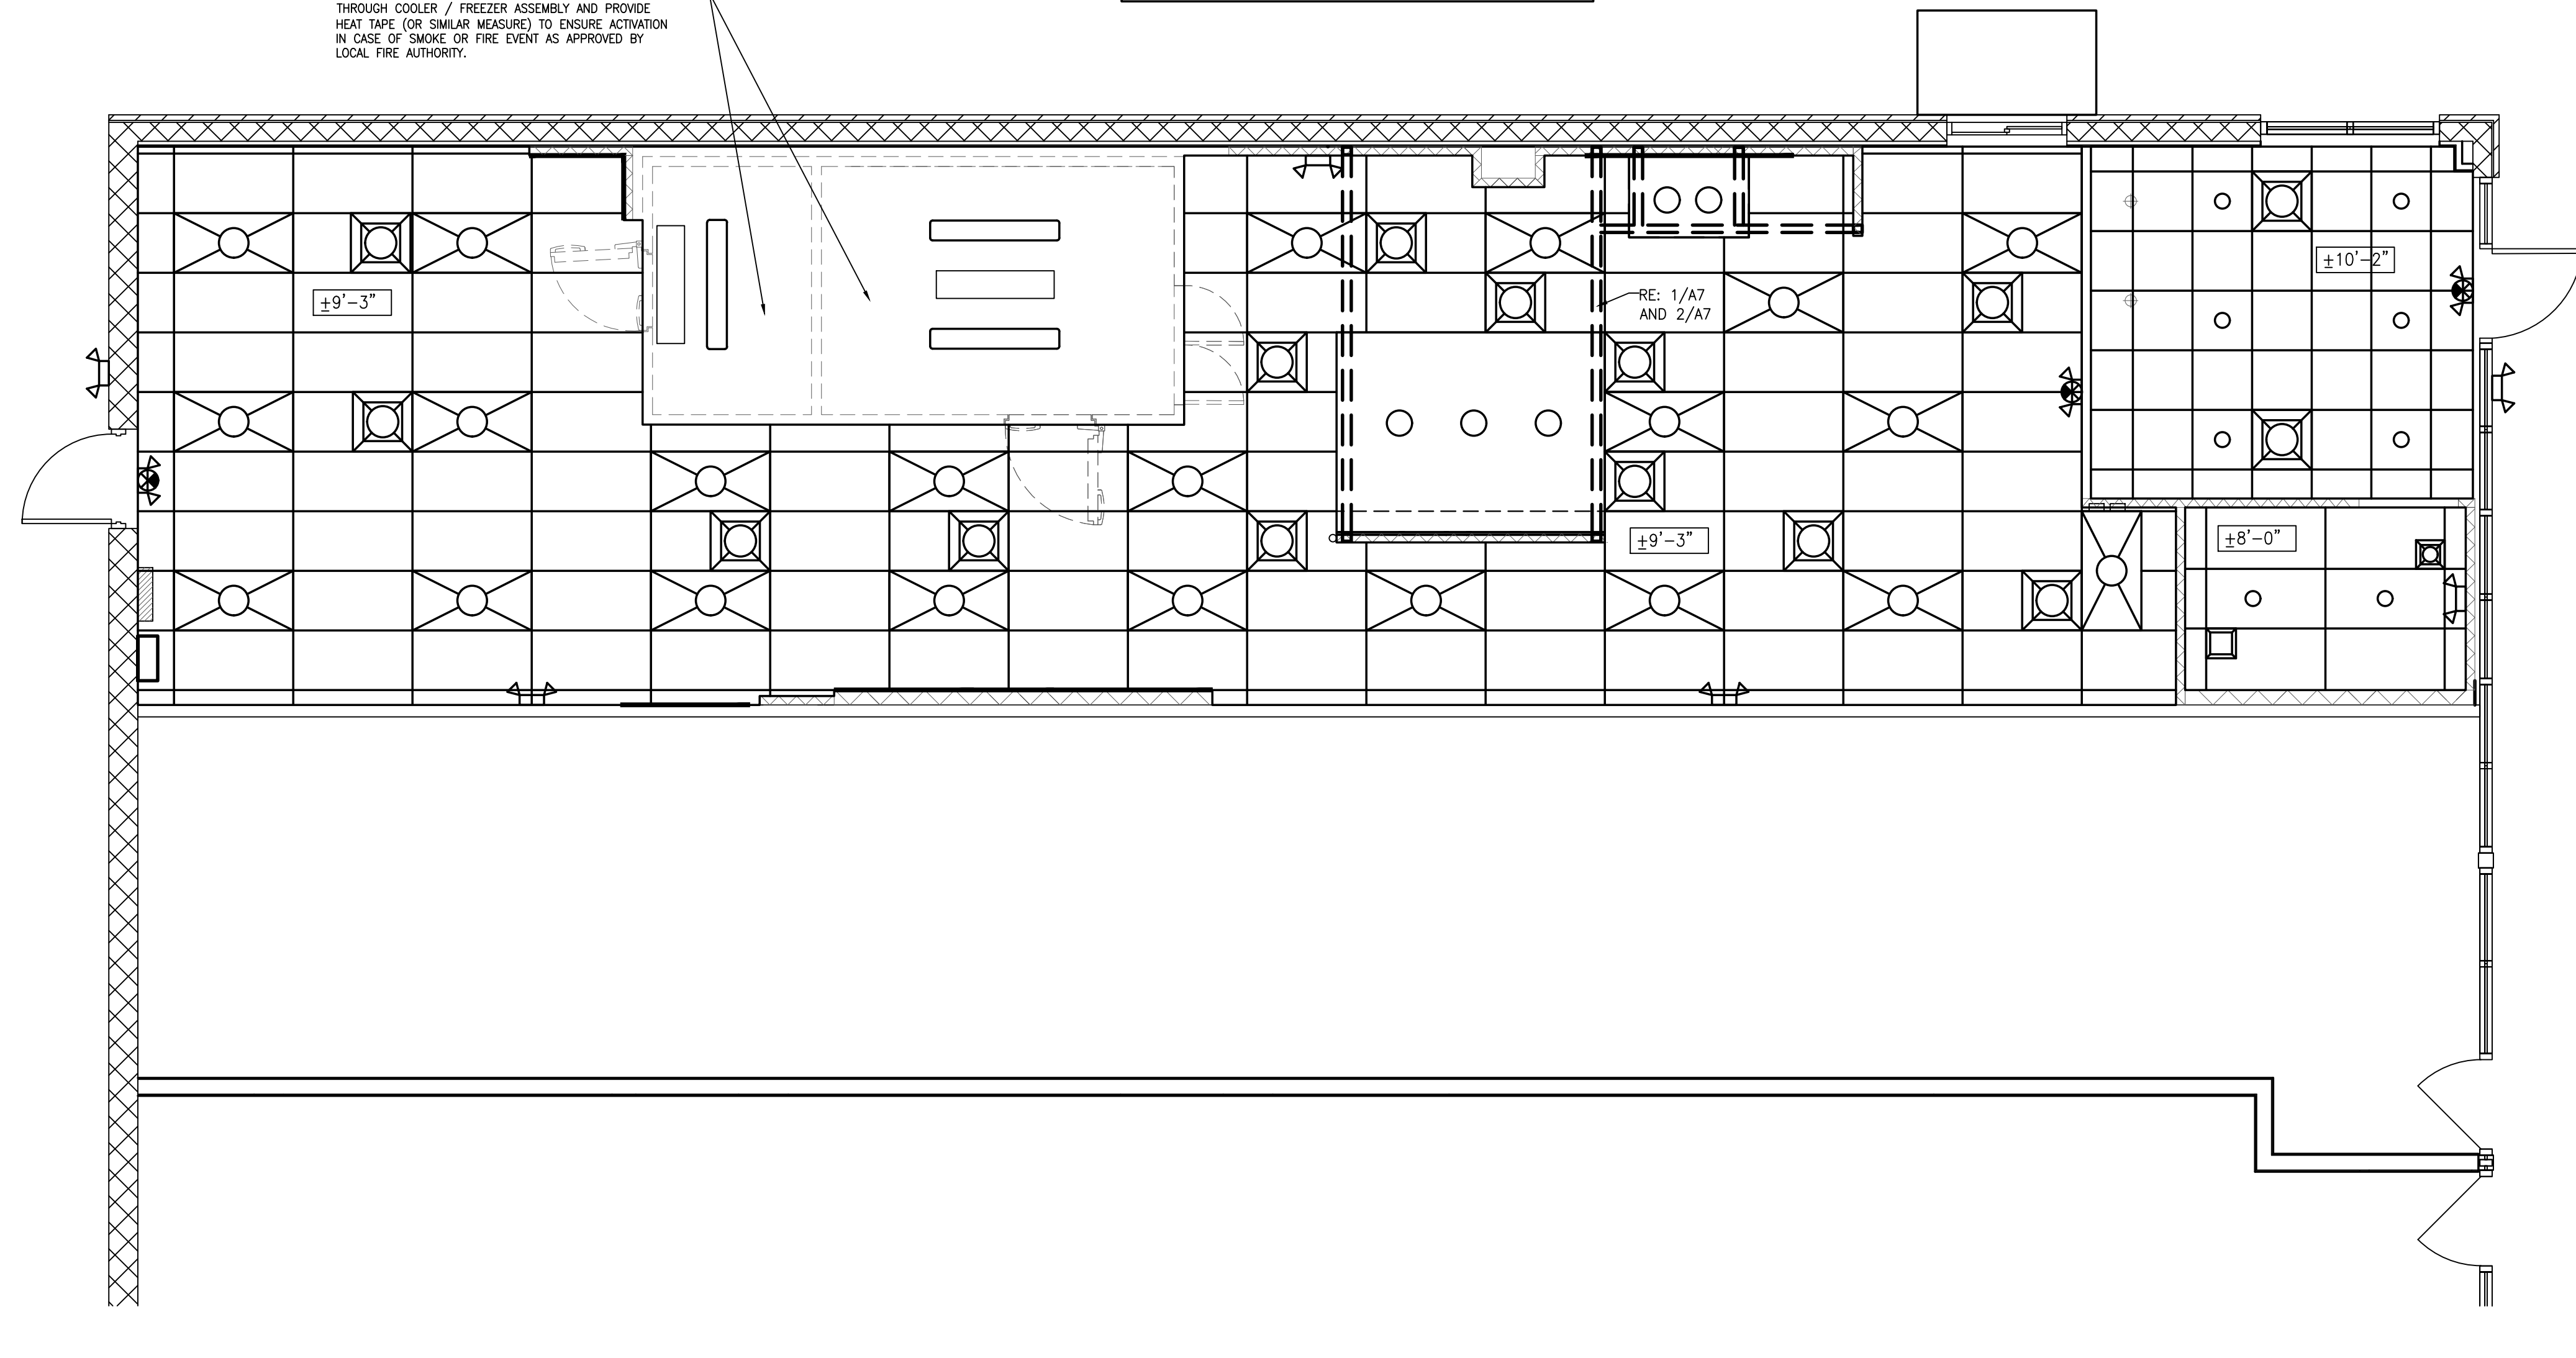 THROUGH COOLER / FREEZER ASSEMBLY AND PROVIDE
HEAT TAPE (OR SIMILAR MEASURE) TO ENSURE ACTIVATION
IN CASE OF SMOKE OR FIRE EVENT AS APPROVED BY
LOCAL FIRE AUTHORITY.
±10'-2"
±9'-3"
RE: 1/A7
AND 2/A7
±9'-3"
±8'-0"